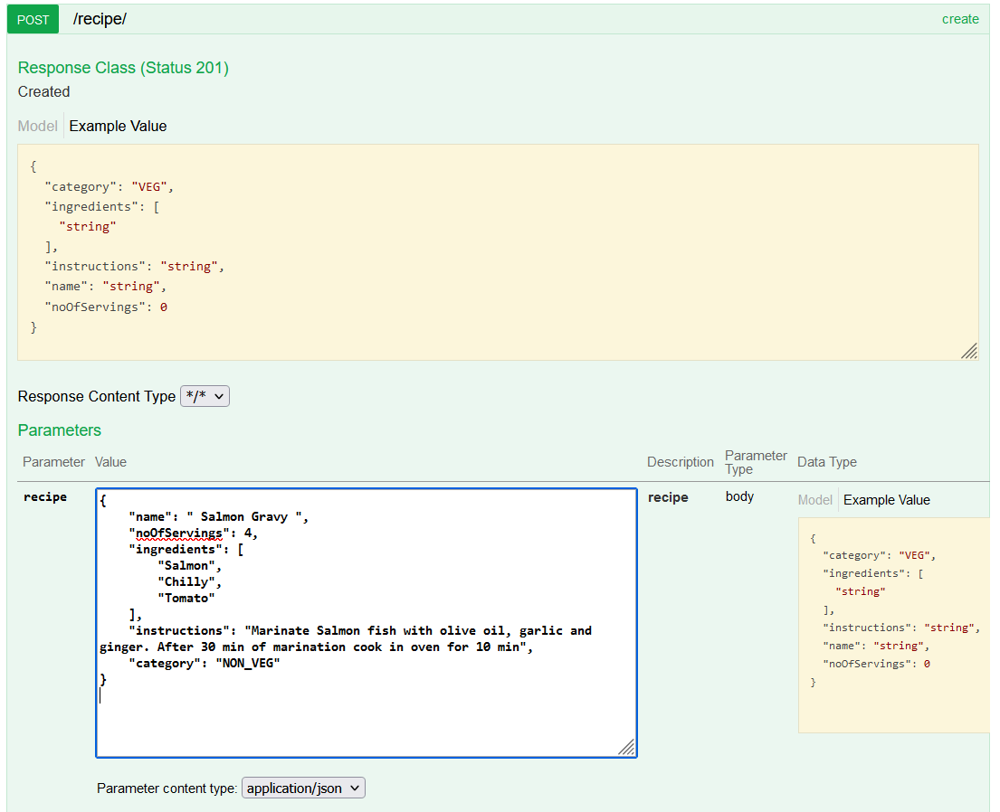 POST /recipe/ create
Response Class (Status 201)
Created
Model Example Value
{
  "category": "VEG",
  "ingredients": [
    "string"
  ],
  "instructions": "string",
  "name": "string",
  "noOfServings": 0
}
Response Content Type */*
Parameters
Parameter Value Description Parameter Type Data Type
recipe
{
    "name": " Salmon Gravy ",
    "noOfServings": 4,
    "ingredients": [
        "Salmon",
        "Chilly",
        "Tomato"
    ],
    "instructions": "Marinate Salmon fish with olive oil, garlic and
ginger. After 30 min of marination cook in oven for 10 min",
    "category": "NON_VEG"
}
recipe body
Model Example Value
{
  "category": "VEG",
  "ingredients": [
    "string"
  ],
  "instructions": "string",
  "name": "string",
  "noOfServings": 0
}
Parameter content type: application/json